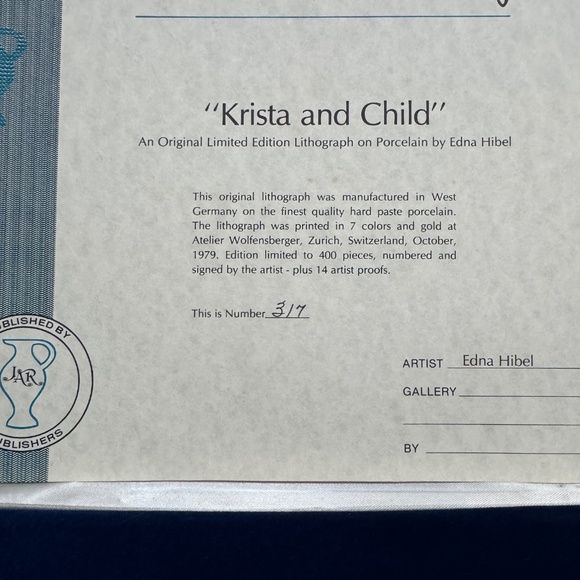 "Krista and Child"
An Original Limited Edition Lithograph on Porcelain by Edna Hibel
This original lithograph was manufactured in West
Germany on the finest quality hard paste porcelain.
The lithograph was printed in 7 colors and gold at
Atelier Wolfensberger, Zurich, Switzerland, October,
1979. Edition limited to 400 pieces, numbered and
signed by the artist - plus 14 artist proofs.
This is Number 317
ARTIST Edna Hibel
GALLERY
BY
BLISHED BY
JAR
BLISHERS